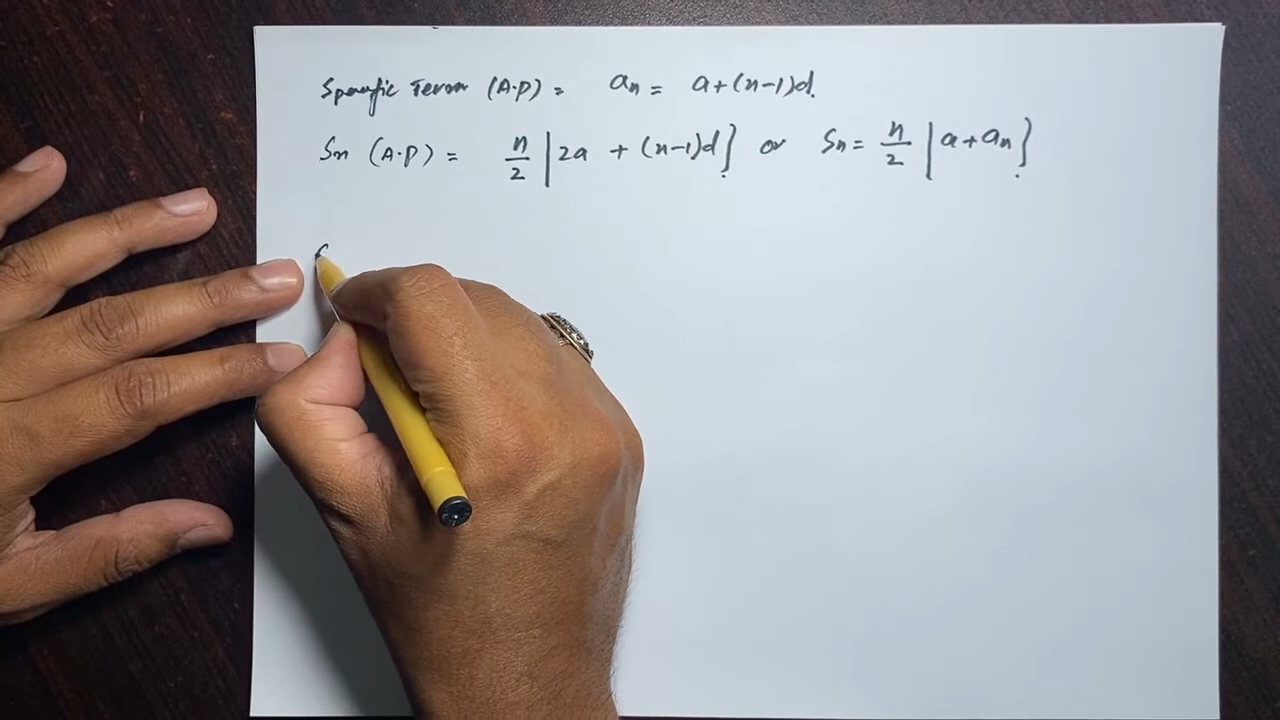 Specific Term (A.P) = an = a+(n-1)d.
Sn (A.P) = n/2 |2a + (n-1)d} or Sn = n/2 |a+an}